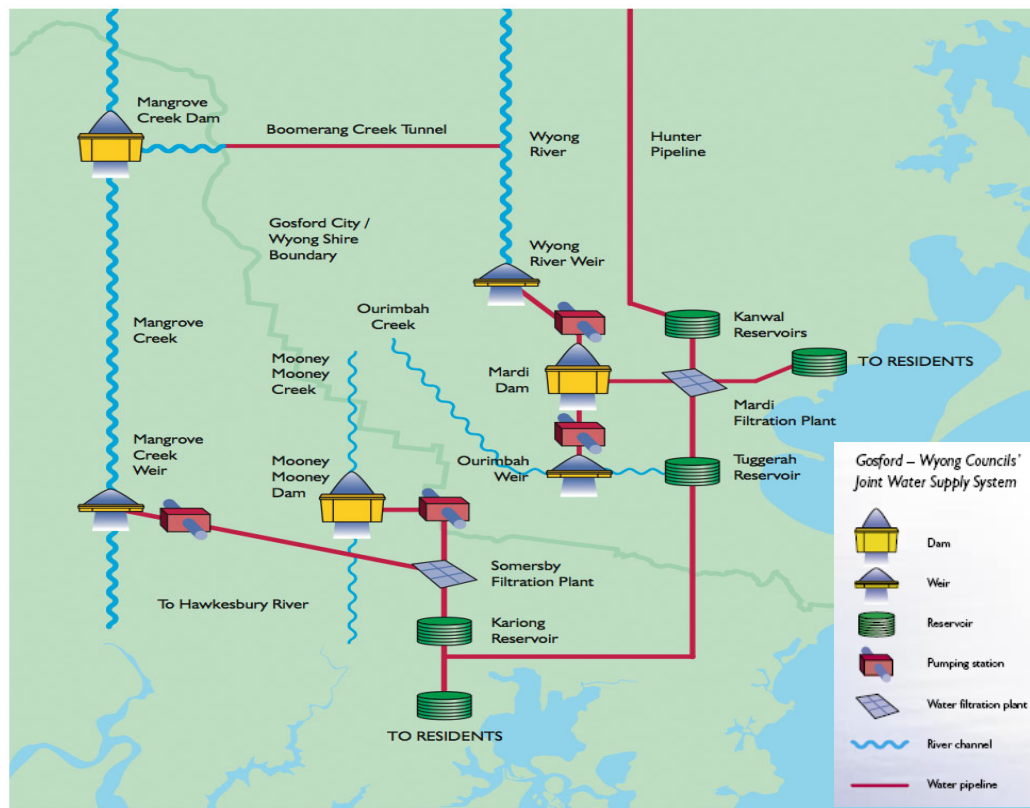 Mangrove
Creek Dam
Boomerang Creek Tunnel
Wyong
River
Hunter
Pipeline
Gosford City /
Wyong Shire
Boundary
Wyong
River Weir
Ourimbah
Creek
Mangrove
Creek
Kanwal
Reservoirs
Mooney
Mooney
Creek
Mardi
Dam
TO RESIDENTS
Mardi
Filtration Plant
Mangrove
Creek
Weir
Mooney
Mooney
Dam
Ourimbah
Weir
Tuggerah
Reservoir
Somersby
Filtration Plant
To Hawkesbury River
Kariong
Reservoir
TO RESIDENTS
Gosford – Wyong Councils'
Joint Water Supply System
Dam
Weir
Reservoir
Pumping station
Water filtration plant
River channel
Water pipeline